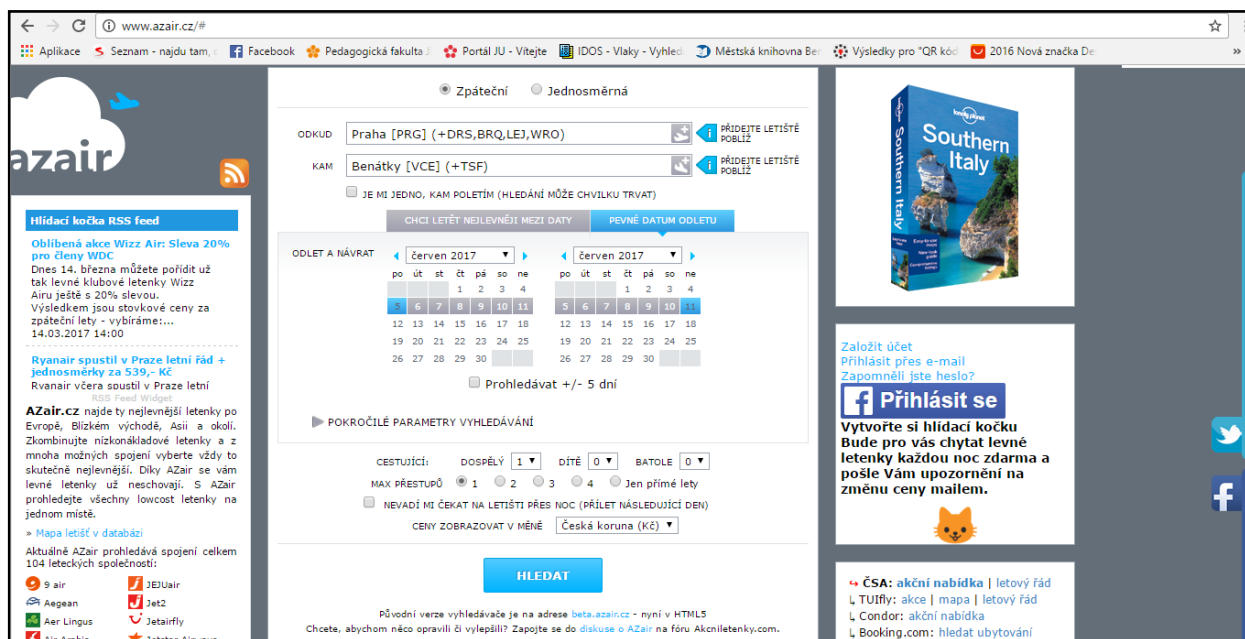 www.azair.cz/#
Aplikace Seznam - najdu tam, Facebook Pedagogická fakulta J Portál JU - Vítejte IDOS - Vlaky - Vyhled Městská knihovna Ber Výsledky pro "QR kód 2016 Nová značka De »
azair
Hlídací kočka RSS feed
Oblíbená akce Wizz Air: Sleva 20%
pro členy WDC
Dnes 14. března můžete pořídit už
tak levné klubové letenky Wizz
Airu ještě s 20% slevou.
Výsledkem jsou stovkové ceny za
zpáteční lety - vybíráme:...
14.03.2017 14:00
Ryanair spustil v Praze letní řád +
jednosměrky za 539,- Kč
Ryanair včera spustil v Praze letní
RSS Feed Widget
AZair.cz najde ty nejlevnější letenky po
Evropě, Blízkém východě, Asii a okolí.
Zkombinujte nízkonákladové letenky a z
mnoha možných spojení vyberte vždy to
skutečně nejlevnější. Díky AZair se vám
levné letenky už neschovají. S AZair
prohledejte všechny lowcost letenky na
jednom místě.
» Mapa letišť v databázi
Aktuálně AZair prohledává spojení celkem
104 leteckých společností:
9 air JEJUair
Aegean Jet2
Aer Lingus Jetairfly
Zpáteční Jednosměrná
ODKUD Praha [PRG] (+DRS,BRQ,LEJ,WRO) i PŘIDEJTE LETIŠTĚ
POBLÍŽ
KAM Benátky [VCE] (+TSF) i PŘIDEJTE LETIŠTĚ
POBLÍŽ
JE MI JEDNO, KAM POLETÍM (HLEDÁNÍ MŮŽE CHVILKU TRVAT)
CHCI LETĚT NEJLEVNĚJI MEZI DATY PEVNÉ DATUM ODLETU
ODLET A NÁVRAT červen 2017 červen 2017
po út st čt pá so ne po út st čt pá so ne
1 2 3 4 1 2 3 4
5 6 7 8 9 10 11 5 6 7 8 9 10 11
12 13 14 15 16 17 18 12 13 14 15 16 17 18
19 20 21 22 23 24 25 19 20 21 22 23 24 25
26 27 28 29 30 26 27 28 29 30
Prohledávat +/- 5 dní
POKROČILÉ PARAMETRY VYHLEDÁVÁNÍ
CESTUJÍCÍ: DOSPĚLÝ 1 DÍTĚ 0 BATOLE 0
MAX PŘESTUPŮ 1 2 3 4 Jen přímé lety
NEVADÍ MI ČEKAT NA LETIŠTI PŘES NOC (PŘÍLET NÁSLEDUJÍCÍ DEN)
CENY ZOBRAZOVAT V MĚNĚ Česká koruna (Kč)
HLEDAT
Původní verze vyhledávače je na adrese beta.azair.cz - nyní v HTML5
Chcete, abychom něco opravili či vylepšili? Zapojte se do diskuse o AZair na fóru Akcniletenky.com.
lonely planet
Southern
Italy
Southern Italy
Založit účet
Přihlásit přes e-mail
Zapomněli jste heslo?
Přihlásit se
Vytvořte si hlídací kočku
Bude pro vás chytat levné
letenky každou noc zdarma a
pošle Vám upozornění na
změnu ceny mailem.
ČSA: akční nabídka | letový řád
TUIfly: akce | mapa | letový řád
Condor: akční nabídka
Booking.com: hledat ubytování